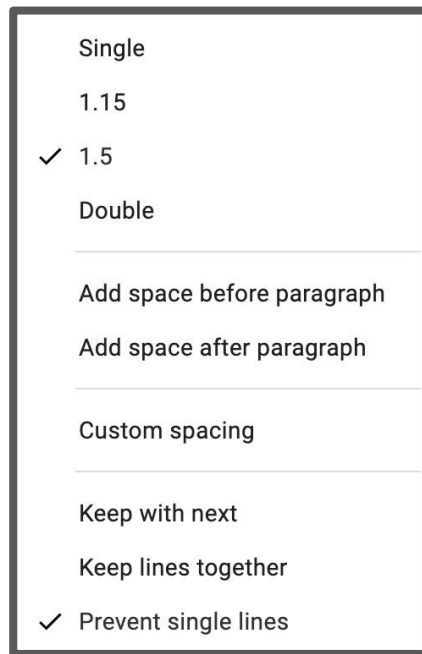 Single
1.15
1.5
Double
Add space before paragraph
Add space after paragraph
Custom spacing
Keep with next
Keep lines together
Prevent single lines